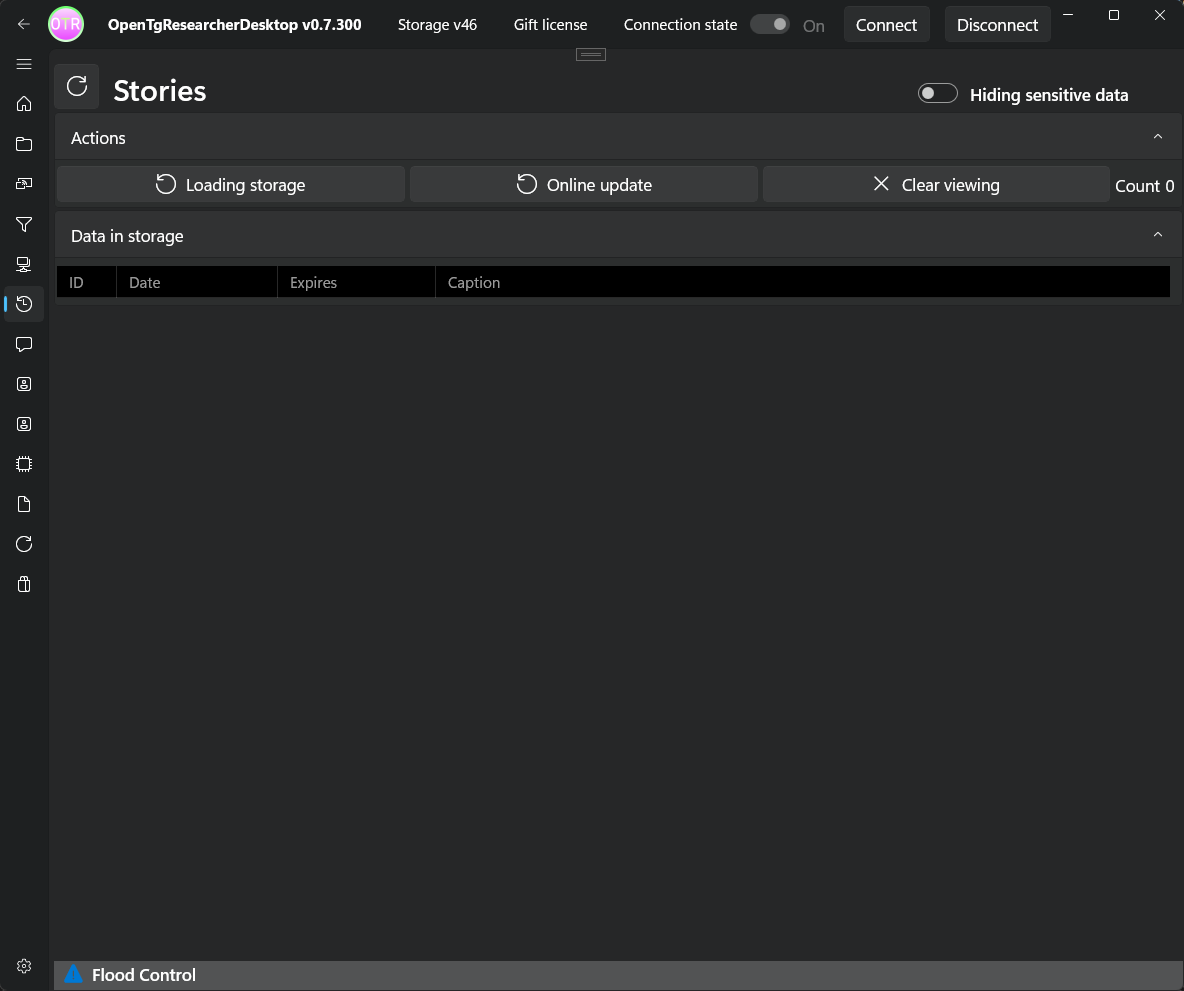 OTR OpenTgResearcherDesktop v0.7.300 Storage v46 Gift license Connection state On Connect Disconnect
Stories
Hiding sensitive data
Actions
Loading storage Online update Clear viewing Count 0
Data in storage
ID Date Expires Caption
Flood Control